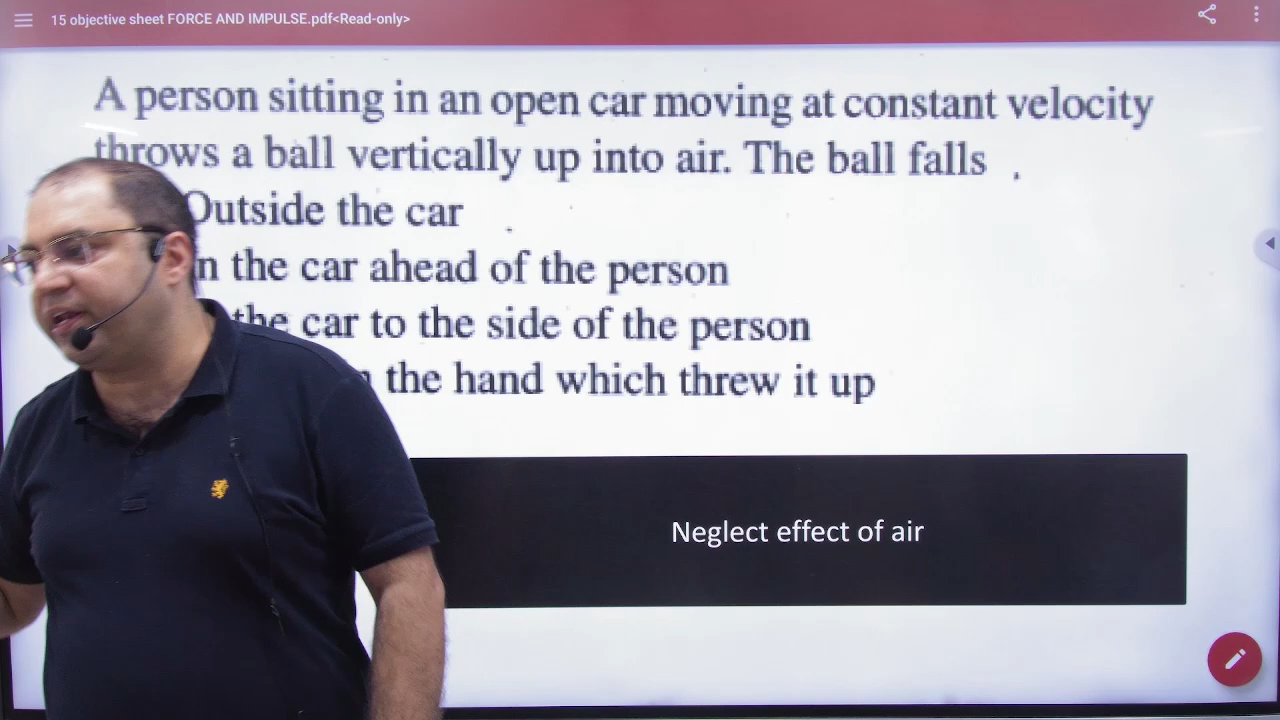 15 objective sheet FORCE AND IMPULSE.pdf<Read-only>
A person sitting in an open car moving at constant velocity
throws a ball vertically up into air. The ball falls
Outside the car
the car ahead of the person
the car to the side of the person
the hand which threw it up
Neglect effect of air